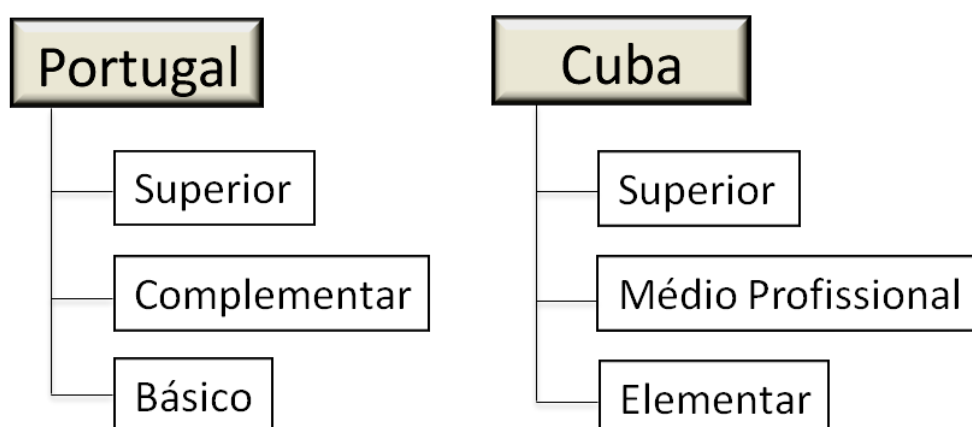 Portugal
Superior
Complementar
Básico
Cuba
Superior
Médio Profissional
Elementar